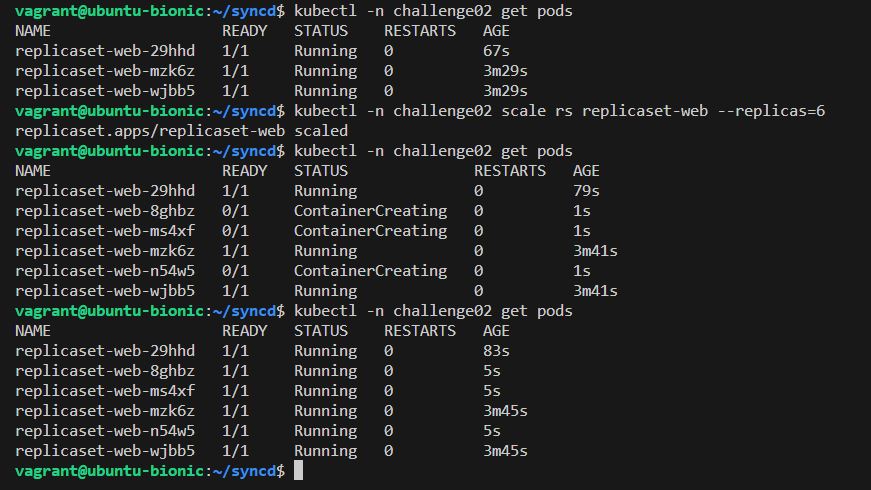 vagrant@ubuntu-bionic:~/syncd$ kubectl -n challenge02 get pods
NAME READY STATUS RESTARTS AGE
replicaset-web-29hhd 1/1 Running 0 67s
replicaset-web-mzk6z 1/1 Running 0 3m29s
replicaset-web-wjbb5 1/1 Running 0 3m29s
vagrant@ubuntu-bionic:~/syncd$ kubectl -n challenge02 scale rs replicaset-web --replicas=6
replicaset.apps/replicaset-web scaled
vagrant@ubuntu-bionic:~/syncd$ kubectl -n challenge02 get pods
NAME READY STATUS RESTARTS AGE
replicaset-web-29hhd 1/1 Running 0 79s
replicaset-web-8ghbz 0/1 ContainerCreating 0 1s
replicaset-web-ms4xf 0/1 ContainerCreating 0 1s
replicaset-web-mzk6z 1/1 Running 0 3m41s
replicaset-web-n54w5 0/1 ContainerCreating 0 1s
replicaset-web-wjbb5 1/1 Running 0 3m41s
vagrant@ubuntu-bionic:~/syncd$ kubectl -n challenge02 get pods
NAME READY STATUS RESTARTS AGE
replicaset-web-29hhd 1/1 Running 0 83s
replicaset-web-8ghbz 1/1 Running 0 5s
replicaset-web-ms4xf 1/1 Running 0 5s
replicaset-web-mzk6z 1/1 Running 0 3m45s
replicaset-web-n54w5 1/1 Running 0 5s
replicaset-web-wjbb5 1/1 Running 0 3m45s
vagrant@ubuntu-bionic:~/syncd$